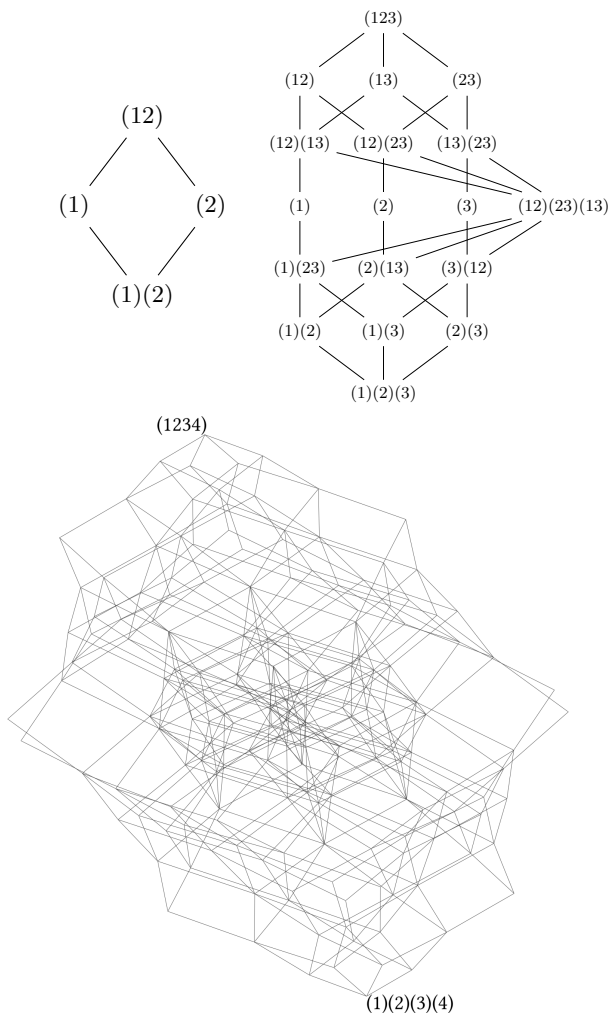 (12)
(1) (2)
(1)(2)
(123)
(12) (13) (23)
(12)(13) (12)(23) (13)(23)
(1) (2) (3) (12)(23)(13)
(1)(23) (2)(13) (3)(12)
(1)(2) (1)(3) (2)(3)
(1)(2)(3)
(1234)
(1)(2)(3)(4)